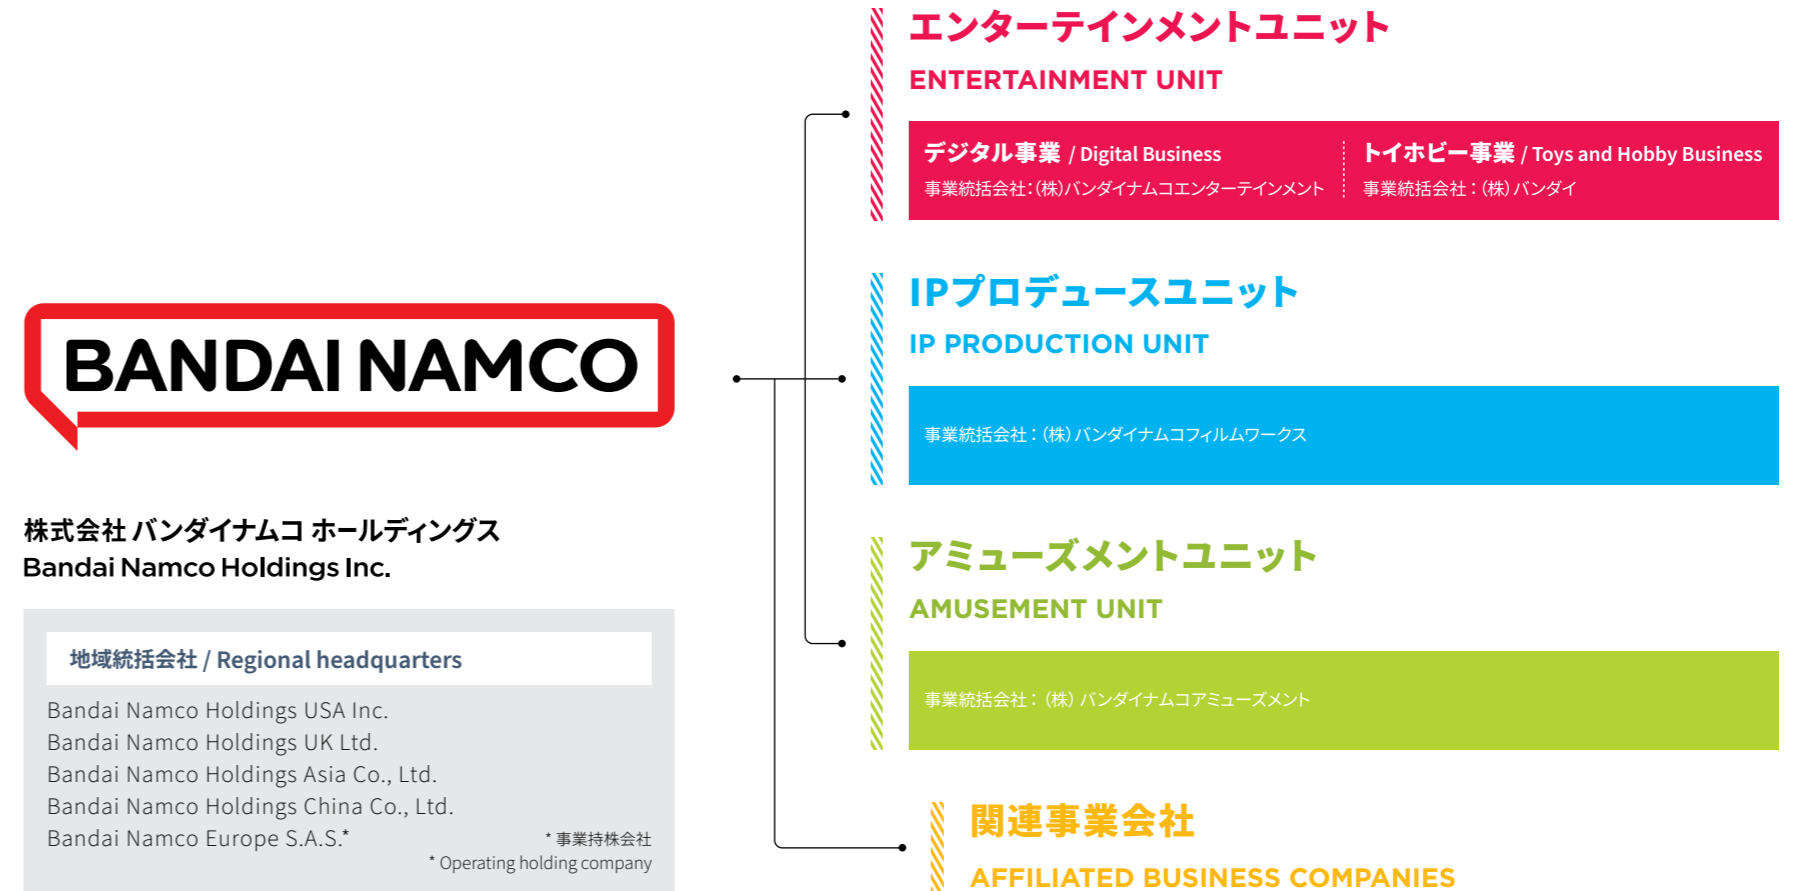 BANDAI NAMCO
株式会社 バンダイナムコ ホールディングス
Bandai Namco Holdings Inc.
地域統括会社 / Regional headquarters
Bandai Namco Holdings USA Inc.
Bandai Namco Holdings UK Ltd.
Bandai Namco Holdings Asia Co., Ltd.
Bandai Namco Holdings China Co., Ltd.
Bandai Namco Europe S.A.S.*
* 事業持株会社
* Operating holding company
エンターテインメントユニット
ENTERTAINMENT UNIT
デジタル事業 / Digital Business
事業統括会社：（株）バンダイナムコエンターテインメント
トイホビー事業 / Toys and Hobby Business
事業統括会社：（株）バンダイ
IPプロデュースユニット
IP PRODUCTION UNIT
事業統括会社：（株）バンダイナムコフィルムワークス
アミューズメントユニット
AMUSEMENT UNIT
事業統括会社：（株）バンダイナムコアミューズメント
関連事業会社
AFFILIATED BUSINESS COMPANIES